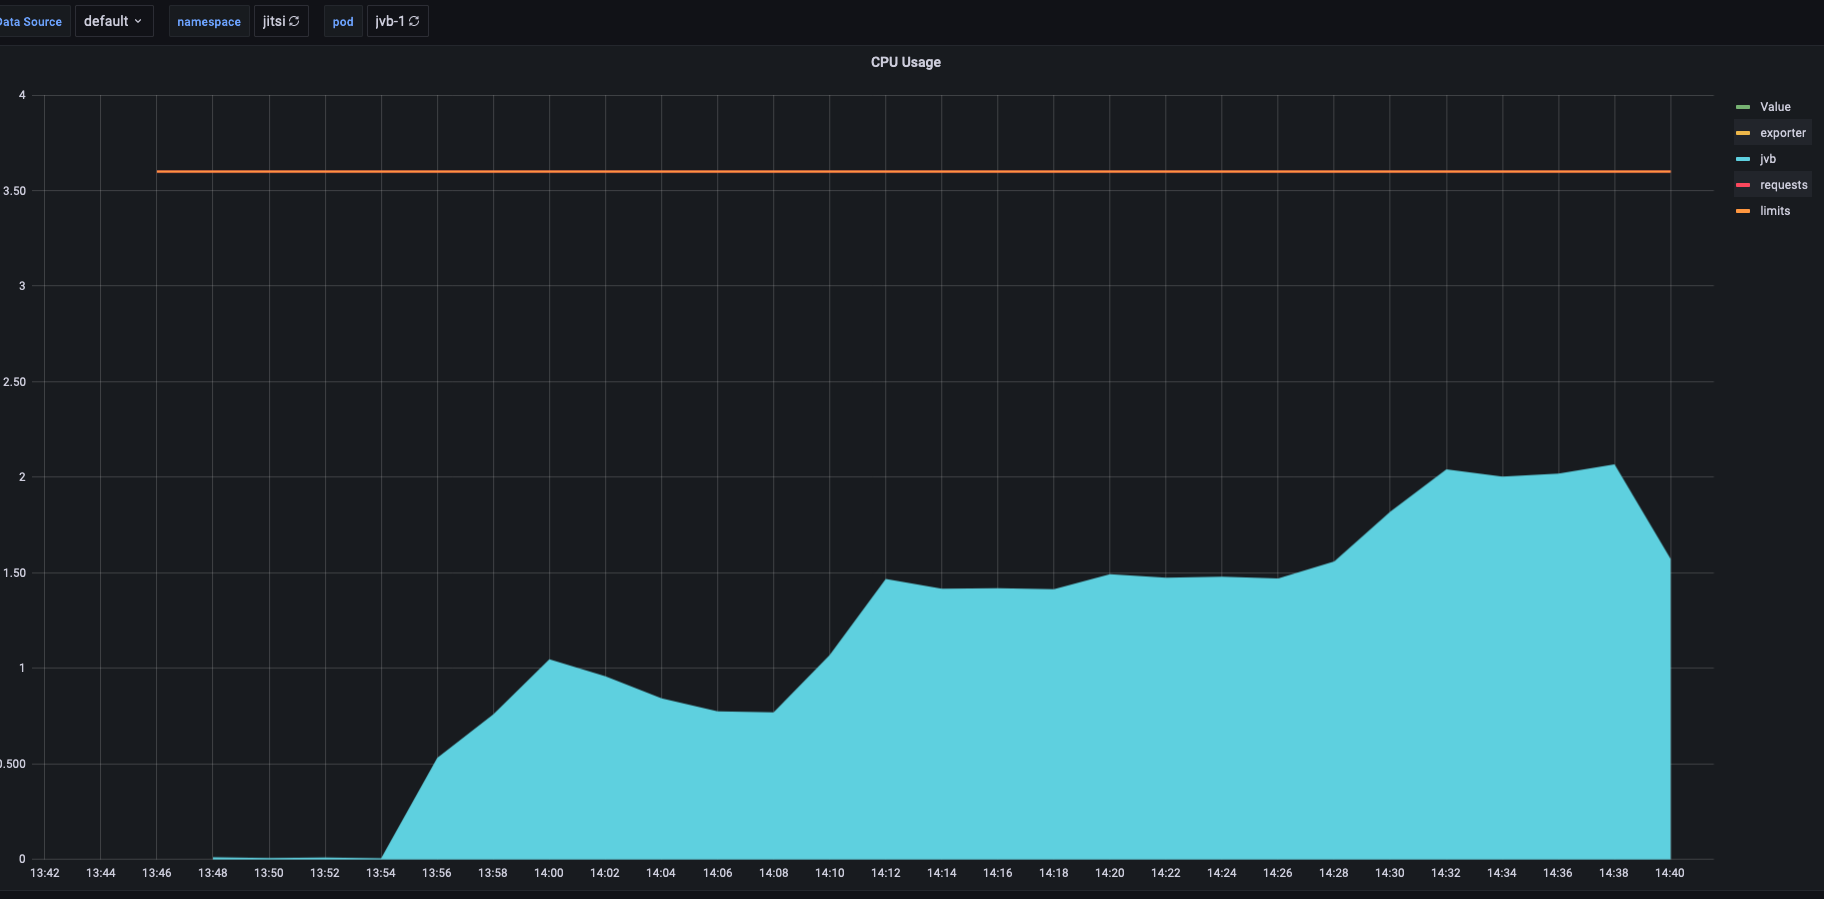 Data Source default namespace jitsi pod jvb-1
CPU Usage
4
3.50
3
2.50
2
1.50
1
0.500
0
13:42 13:44 13:46 13:48 13:50 13:52 13:54 13:56 13:58 14:00 14:02 14:04 14:06 14:08 14:10 14:12 14:14 14:16 14:18 14:20 14:22 14:24 14:26 14:28 14:30 14:32 14:34 14:36 14:38 14:40
Value
exporter
jvb
requests
limits